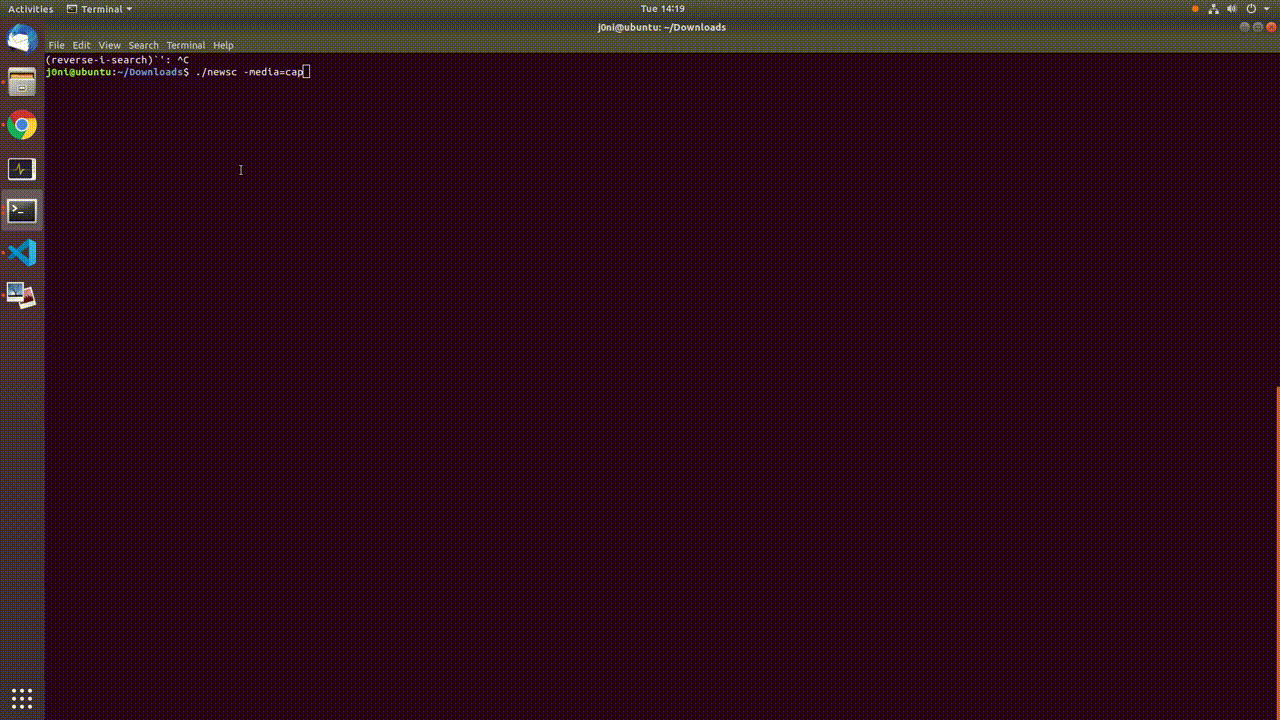 Activities Terminal Tue 14:19
j0ni@ubuntu: ~/Downloads
File Edit View Search Terminal Help
(reverse-i-search)`': ^C
j0ni@ubuntu:~/Downloads$ ./newsc -media=cap